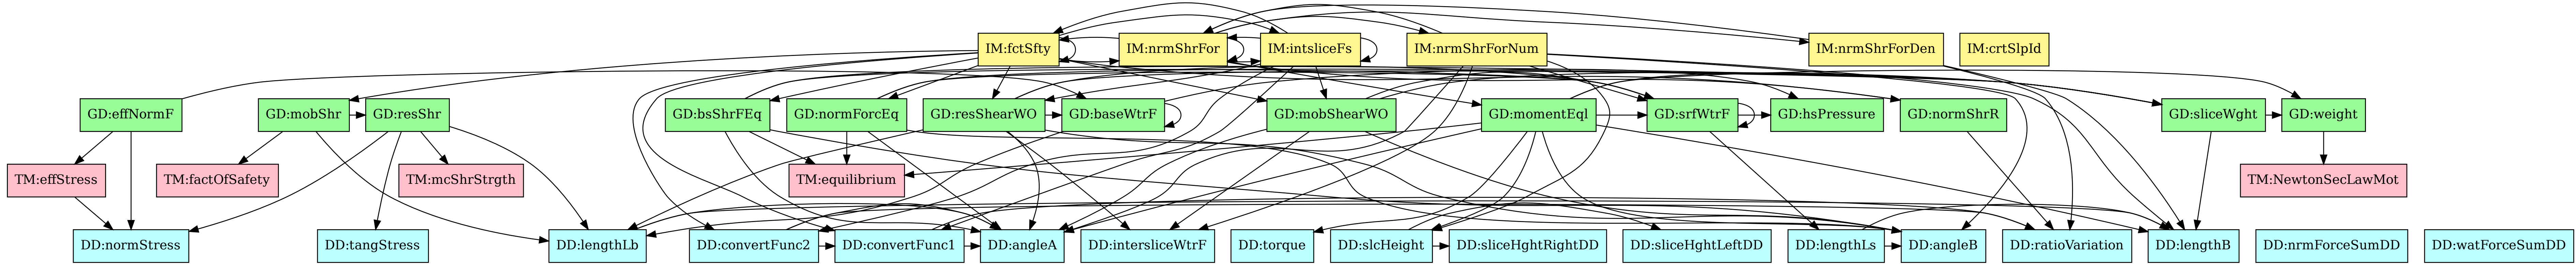 IM:fctSfty
IM:nrmShrFor
IM:intsliceFs
IM:nrmShrForNum
IM:nrmShrForDen
IM:crtSlpId
GD:effNormF
GD:mobShr
GD:resShr
GD:bsShrFEq
GD:normForcEq
GD:resShearWO
GD:baseWtrF
GD:mobShearWO
GD:momentEql
GD:srfWtrF
GD:hsPressure
GD:normShrR
GD:sliceWght
GD:weight
TM:effStress
TM:factOfSafety
TM:mcShrStrgth
TM:equilibrium
TM:NewtonSecLawMot
DD:normStress
DD:tangStress
DD:lengthLb
DD:convertFunc2
DD:convertFunc1
DD:angleA
DD:intersliceWtrF
DD:torque
DD:slcHeight
DD:sliceHghtRightDD
DD:sliceHghtLeftDD
DD:lengthLs
DD:angleB
DD:ratioVariation
DD:lengthB
DD:nrmForceSumDD
DD:watForceSumDD